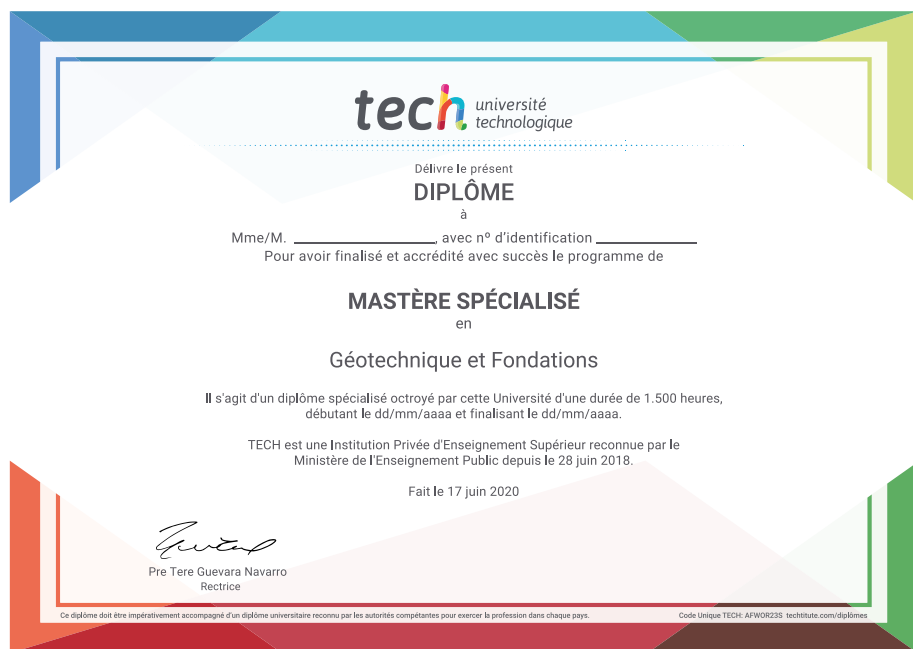 tech université
technologique
Délivre le présent
DIPLÔME
à
Mme/M. ____________, avec nº d'identification ____________
Pour avoir finalisé et accrédité avec succès le programme de
MASTÈRE SPÉCIALISÉ
en
Géotechnique et Fondations
Il s'agit d'un diplôme spécialisé octroyé par cette Université d'une durée de 1.500 heures,
débutant le dd/mm/aaaa et finalisant le dd/mm/aaaa.
TECH est une Institution Privée d'Enseignement Supérieur reconnue par le
Ministère de l'Enseignement Public depuis le 28 juin 2018.
Fait le 17 juin 2020
Pre Tere Guevara Navarro
Rectrice
Ce diplôme doit être impérativement accompagné d'un diplôme universitaire reconnu par les autorités compétentes pour exercer la profession dans chaque pays.
Code Unique TECH: AFWOR23S techtitute.com/diplômes